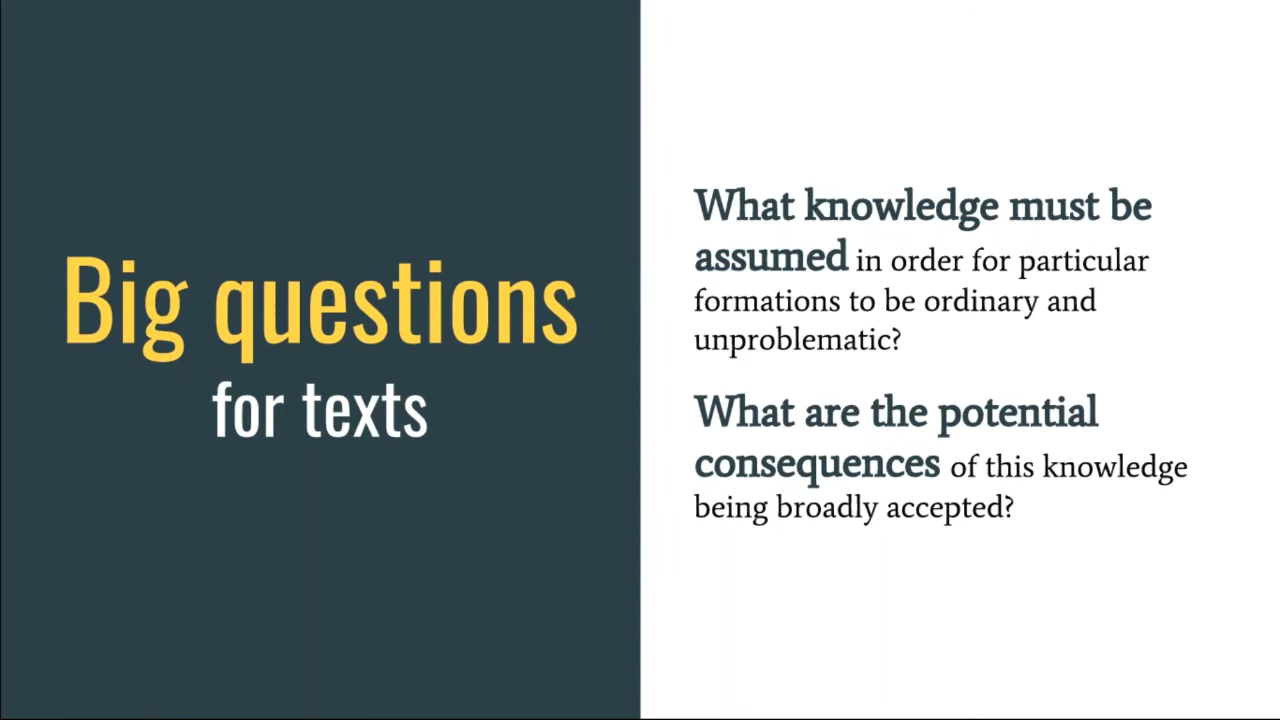 Big questions
for texts
What knowledge must be
assumed in order for particular
formations to be ordinary and
unproblematic?
What are the potential
consequences of this knowledge
being broadly accepted?